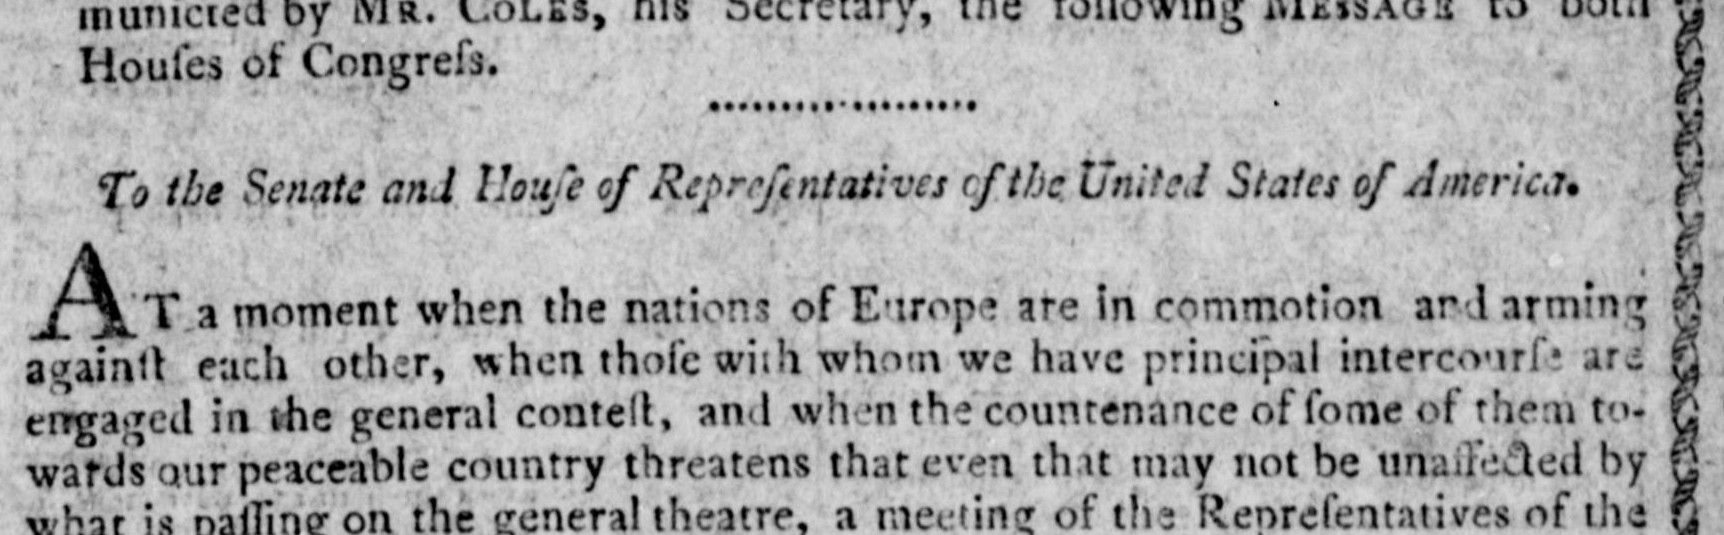 municted by MR. COLES, his Secretary, the following MESSAGE to both
Houſes of Congreſs.
To the Senate and Houſe of Repreſentatives of the United States of America.
AT a moment when the nations of Europe are in commotion and arming
againſt each other, when thoſe with whom we have principal intercourſe are
engaged in the general conteſt, and when the countenance of ſome of them to-
wards our peaceable country threatens that even that may not be unaffected by
what is paſſing on the general theatre, a meeting of the Repreſentatives of the